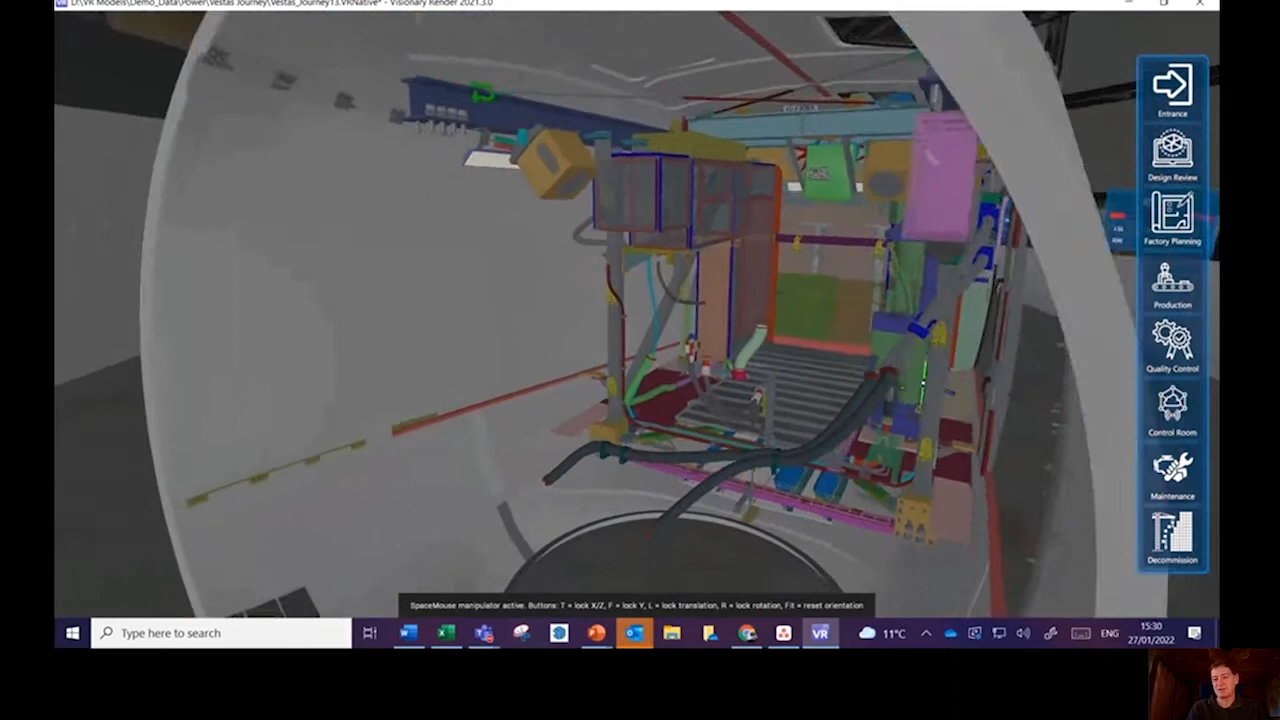 D:\VR Models\Demo_Data\Power\Vestas Journey\Vestas_Journey13.VRNative* - Visionary Render 2021.3.0
Entrance
Design Review
Factory Planning
Production
Quality Control
Control Room
Maintenance
Decommission
SpaceMouse manipulator active. Buttons: T = lock X/Z, F = lock Y, L = lock translation, R = lock rotation, Fit = reset orientation
Type here to search
VR
11°C
ENG
15:30
27/01/2022